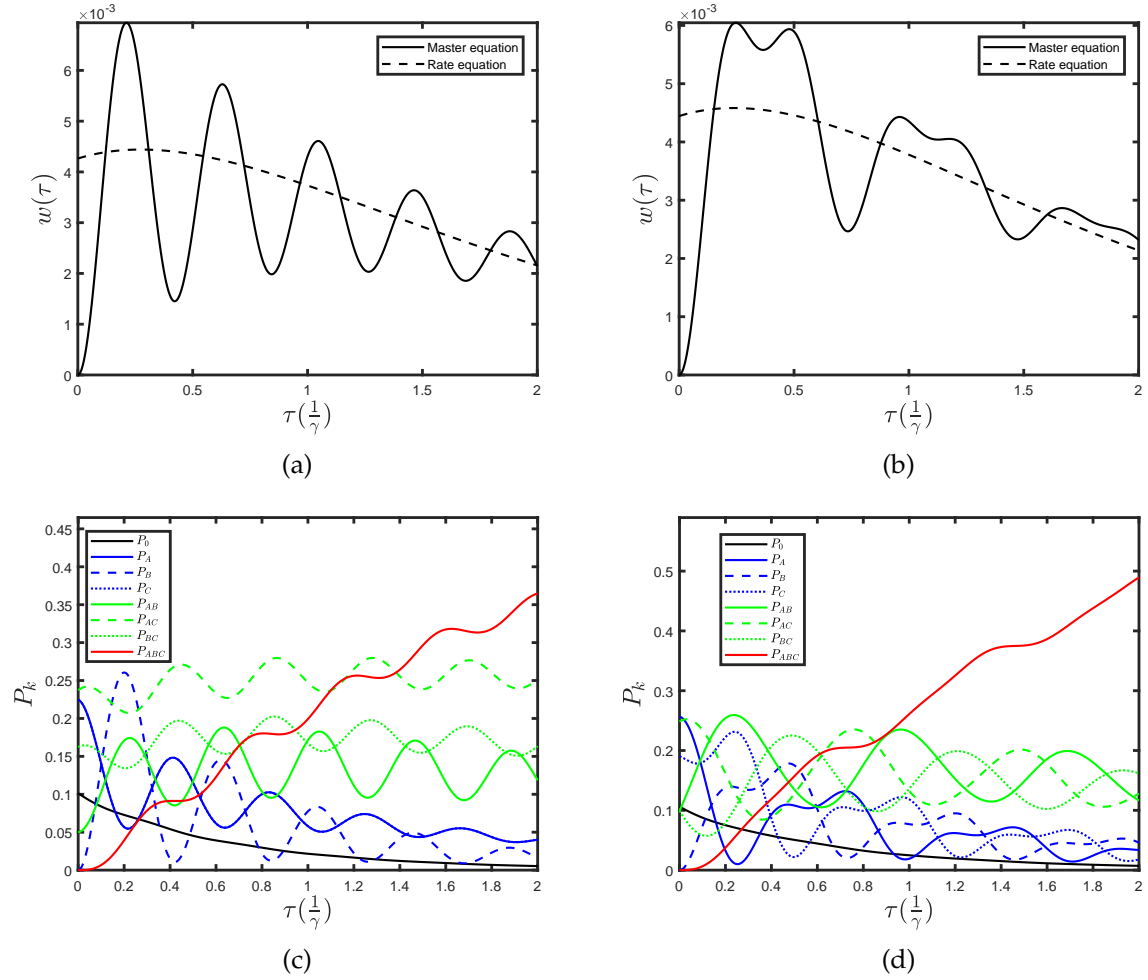 ×10⁻³
w(τ)
6
5
4
3
2
1
0
Master equation
Rate equation
0 0.5 1 1.5 2
τ(1/γ)
(a)
×10⁻³
w(τ)
6
5
4
3
2
1
0
Master equation
Rate equation
0 0.5 1 1.5 2
τ(1/γ)
(b)
P_k
0.45
0.4
0.35
0.3
0.25
0.2
0.15
0.1
0.05
0
P_0
P_A
P_B
P_C
P_AB
P_AC
P_BC
P_ABC
0 0.2 0.4 0.6 0.8 1 1.2 1.4 1.6 1.8 2
τ(1/γ)
(c)
P_k
0.5
0.4
0.3
0.2
0.1
0
P_0
P_A
P_B
P_C
P_AB
P_AC
P_BC
P_ABC
0 0.2 0.4 0.6 0.8 1 1.2 1.4 1.6 1.8 2
τ(1/γ)
(d)